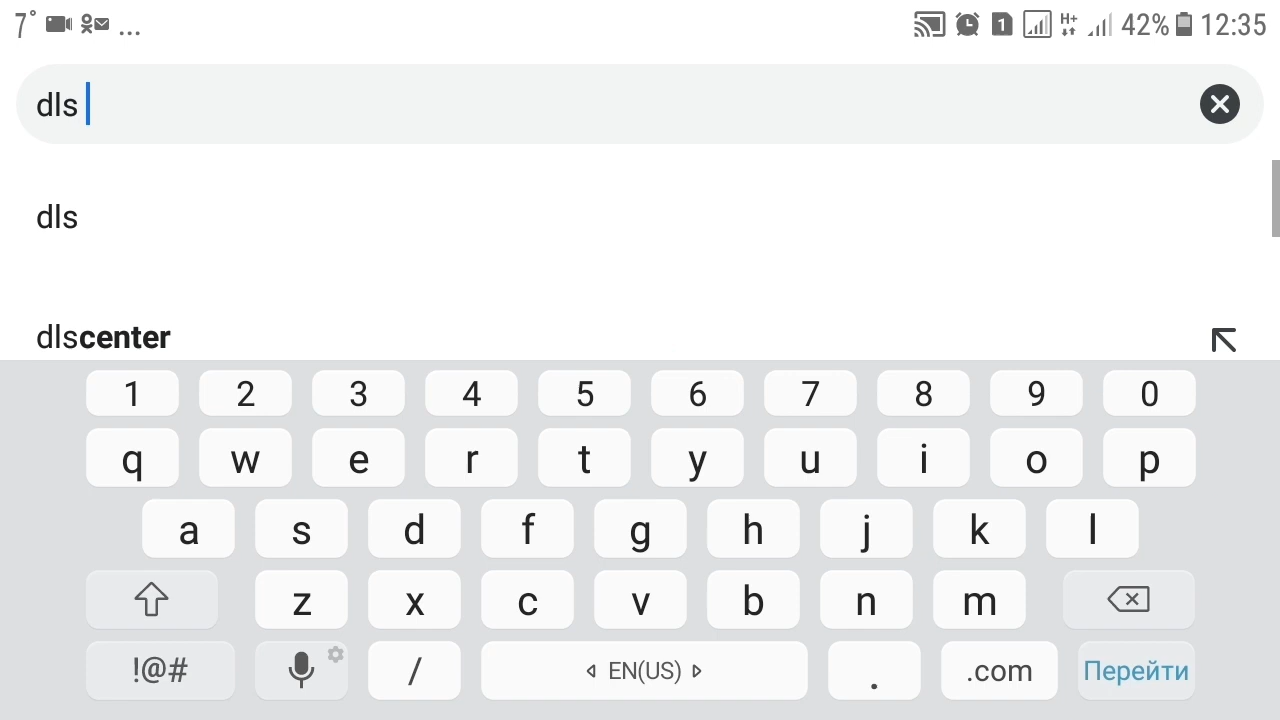 7° ... 1 H+ 42% 12:35
dls
dls
dlscenter
1 2 3 4 5 6 7 8 9 0
q w e r t y u i o p
a s d f g h j k l
z x c v b n m
!@# / EN(US) . .com Перейти